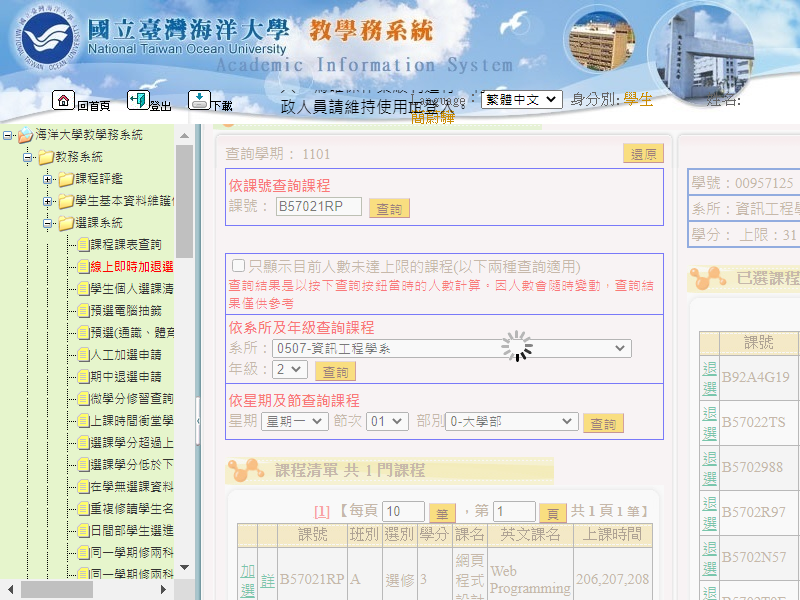 國立臺灣海洋大學 教學務系統
National Taiwan Ocean University
Academic Information System
回首頁 登出 下載
政人員請維持使用IE登入。
Language 繁體中文 身分別: 學生 姓名:
海洋大學教學務系統
教務系統
課程評鑑
學生基本資料維護
選課系統
課程課表查詢
線上即時加退選
學生個人選課清
預選電腦抽籤
預選(通識、體育
人工加選申請
期中退選申請
微學分修習查詢
上課時間衝堂學
選課學分超過上
選課學分低於下
在學無選課資料
重複修讀學生名
日間部學生選進
同一學期修兩科
同一學期修兩科
查詢學期： 1101 還原
依課號查詢課程
課號： B57021RP 查詢
只顯示目前人數未達上限的課程(以下兩種查詢適用)
查詢結果是以按下查詢按鈕當時的人數計算。因人數會隨時變動，查詢結
果僅供參考
依系所及年級查詢課程
系所： 0507-資訊工程學系
年級： 2 查詢
依星期及節查詢課程
星期 星期一 節次 01 部別 0-大學部 查詢
課程清單 共 1 門課程
[1] 【每頁 10 筆 ，第 1 頁 共 1 頁 1 筆】
課號 班別 選別 學分 課名 英文課名 上課時間
加選 註 B57021RP A 選修 3 網頁程式設計 Web Programming 206,207,208
學號：00957125
系所：資訊工程學
學分： 上限：31
已選課程
課號
退選 B92A4G19
退選 B57022TS
退選 B5702988
退選 B5702R97
退選 B5702N57
退